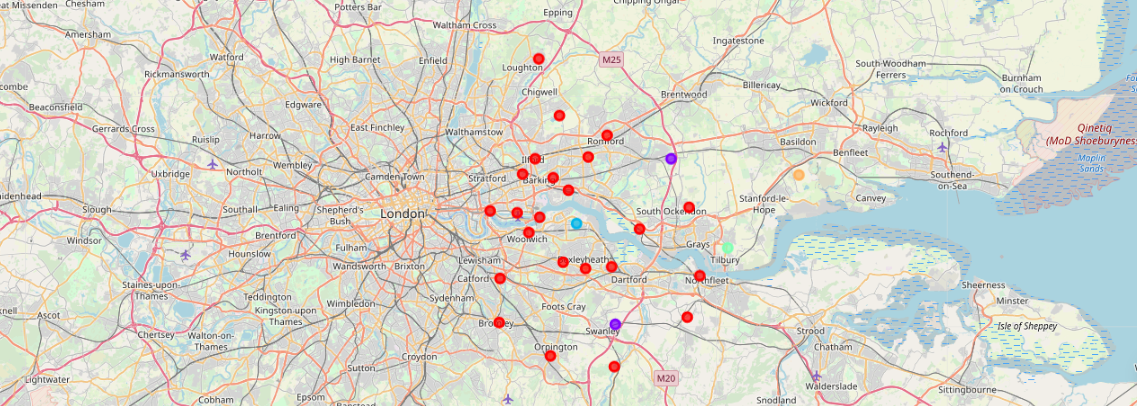 at Missenden
Chesham
Potters Bar
Epping
Chipping Ongar
Waltham Cross
Amersham
Ingatestone
Watford
High Barnet
Enfield
M25
Loughton
South-Woodham
Ferrers
Rickmansworth
Burnham
on Crouch
Billericay
Chigwell
Brentwood
combe
Beaconsfield
Edgware
Wickford
Gerrards Cross
East Finchley
Walthamstow
Rayleigh
Rochford
Qinetiq
(MoD Shoeburyness
Ruislip
Harrow
Romford
Basildon
Benfleet
Maplin
Sands
Wembley
Uxbridge
Northolt
Camden Town
Stratford
Barking
Southend-
on-Sea
Stanford-le-
Hope
Canvey
uidenhead
Slough
Southall
Ealing
Shepherd's
Bush
London
South Ockendon
Windsor
Brentford
Fulham
Woolwich
Grays
Hounslow
Wandsworth
Brixton
Lewisham
Tilbury
Catford
Dartford
Northfleet
Staines-upon-
Thames
Teddington
Kingston upon
Thames
Wimbledon
Sydenham
Foots Cray
Sheerness
Minster
Ascot
Isle of Sheppey
Chertsey
Walton-on-
Thames
Swanley
Strood
Chatham
Croydon
Orpington
Sutton
Lightwater
M20
Walderslade
Sittingbourne
Cobham
Epsom
Snodland